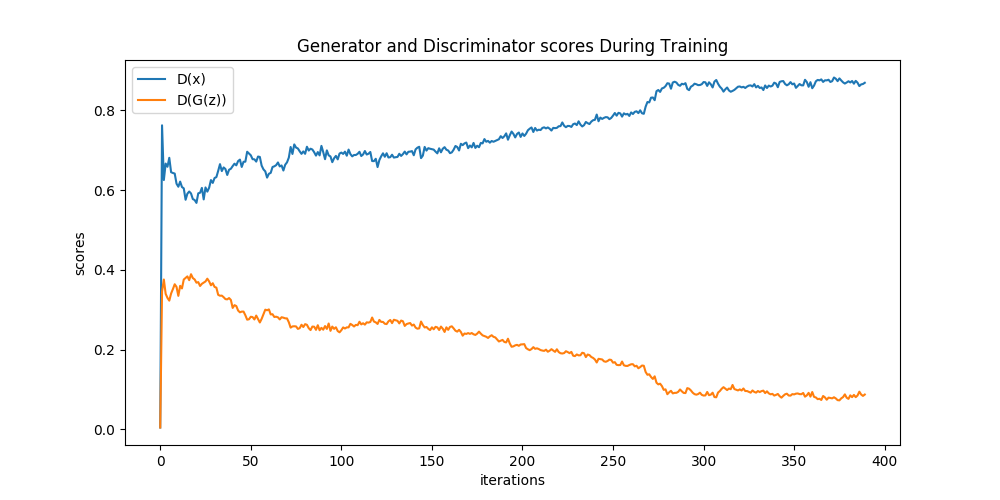 Generator and Discriminator scores During Training
D(x)
D(G(z))
0.8
0.6
0.4
0.2
0.0
scores
0 50 100 150 200 250 300 350 400
iterations